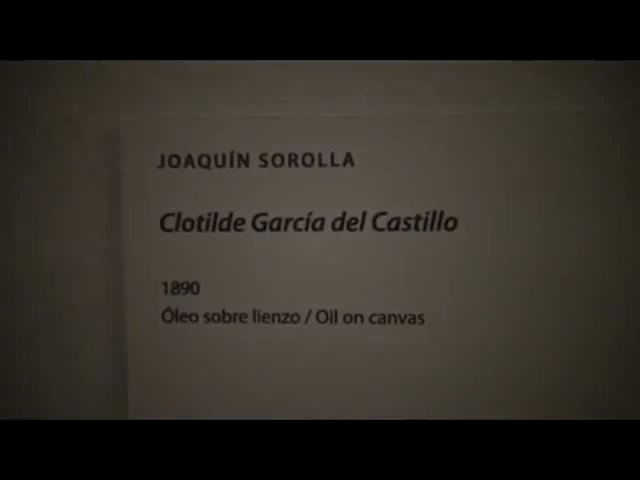 JOAQUÍN SOROLLA
Clotilde García del Castillo
1890
Óleo sobre lienzo / Oil on canvas